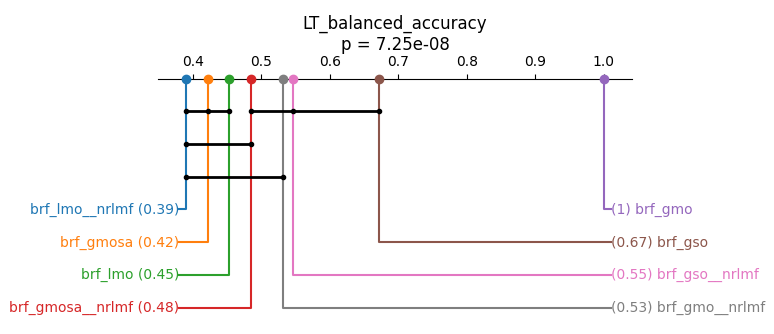 LT_balanced_accuracy
p = 7.25e-08
0.4 0.5 0.6 0.7 0.8 0.9 1.0
brf_lmo__nrlmf (0.39) (1) brf_gmo
brf_gmosa (0.42) (0.67) brf_gso
brf_lmo (0.45) (0.55) brf_gso__nrlmf
brf_gmosa__nrlmf (0.48) (0.53) brf_gmo__nrlmf